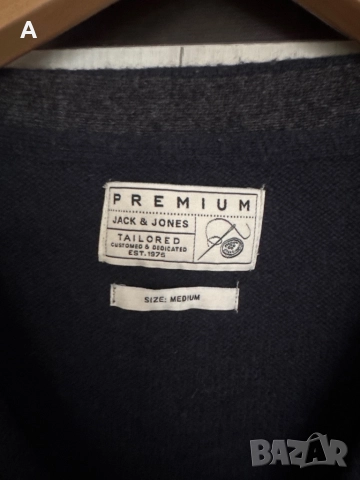 A
PREMIUM
JACK & JONES
TAILORED
CUSTOMED & DEDICATED
EST. 1975
SIZE: MEDIUM
BAZAR